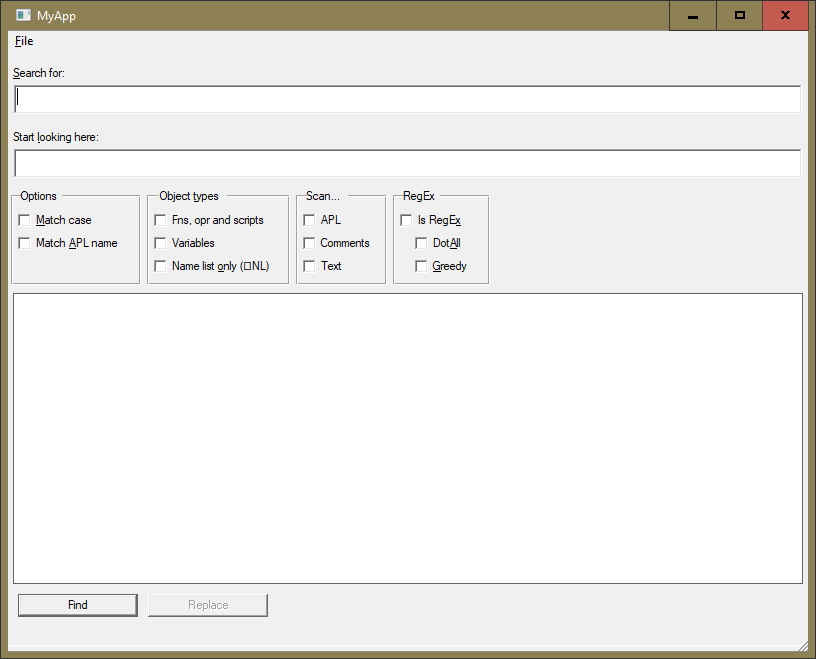 MyApp
File
Search for:
Start looking here:
Options
Match case
Match APL name
Object types
Fns, opr and scripts
Variables
Name list only (⎕NL)
Scan...
APL
Comments
Text
RegEx
Is RegEx
DotAll
Greedy
Find
Replace